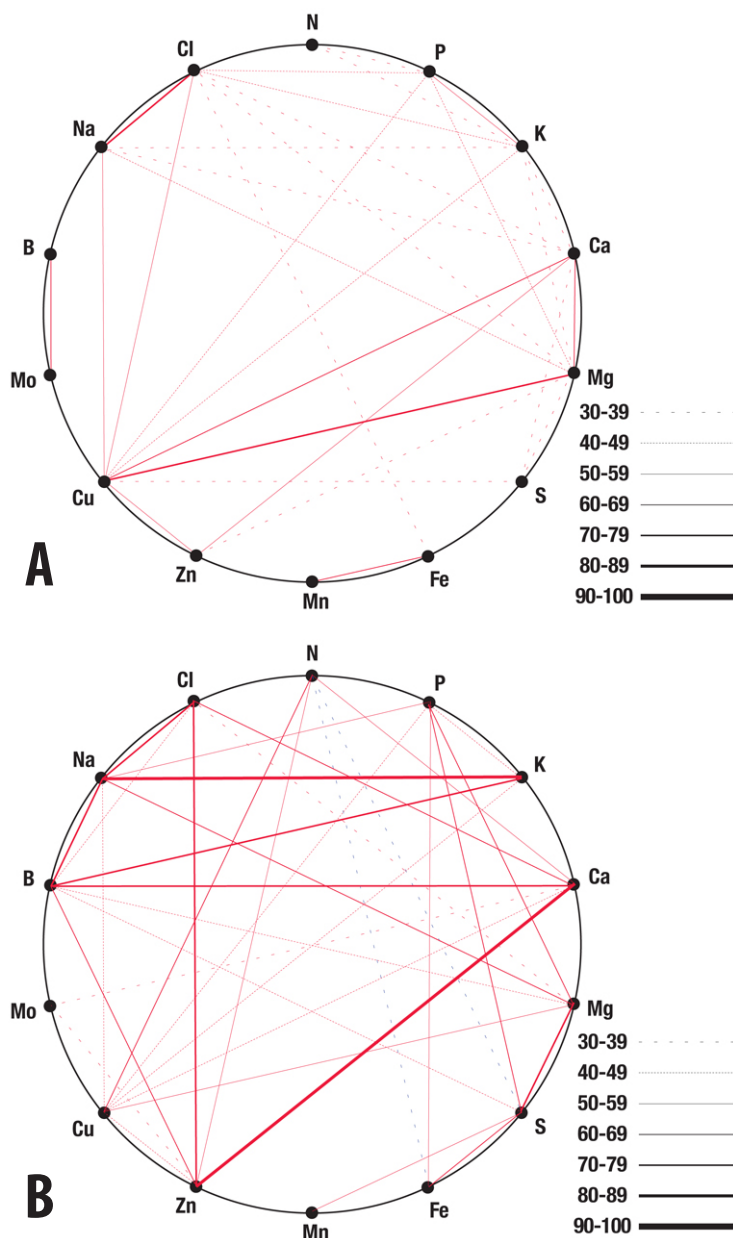 N
Cl
P
Na
K
B
Ca
Mo
Mg
30-39
40-49
Cu
S
50-59
60-69
Zn
Fe
70-79
Mn
A
80-89
90-100
N
Cl
P
Na
K
B
Ca
Mo
Mg
30-39
40-49
Cu
S
50-59
60-69
Zn
Fe
70-79
B
80-89
Mn
90-100